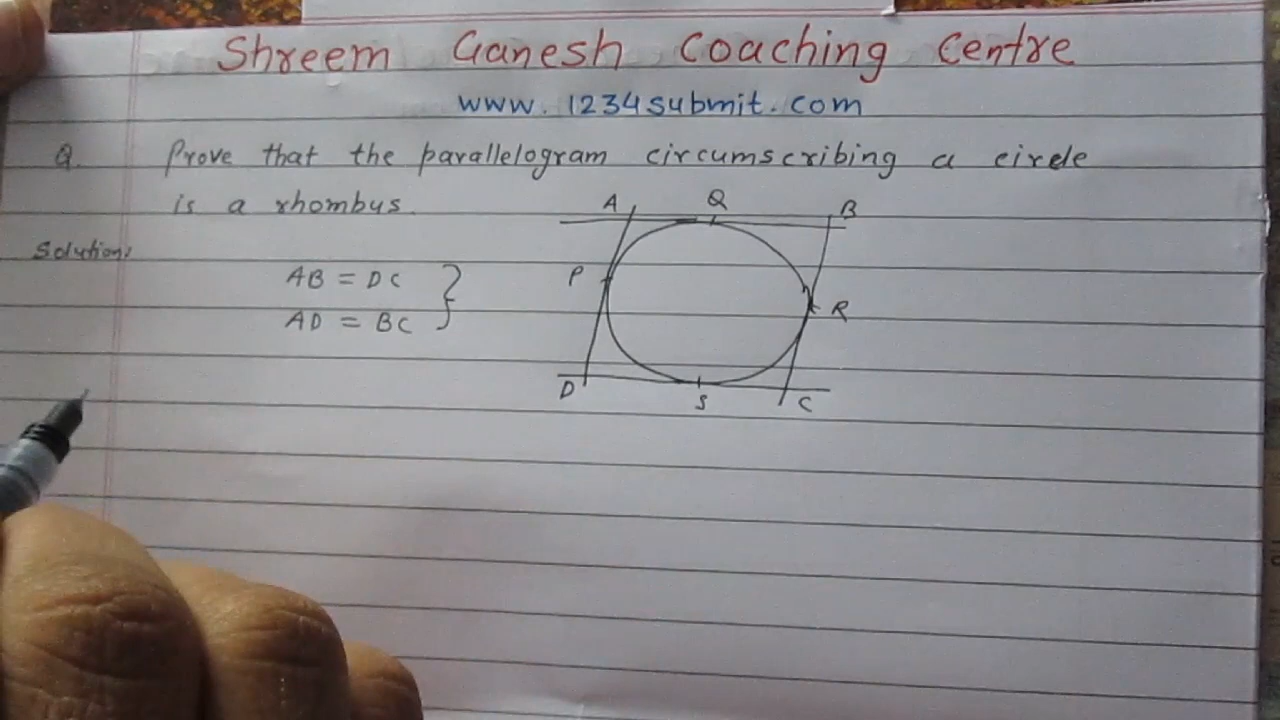 Shreem Ganesh Coaching Centre
www.1234submit.com
Q. Prove that the parallelogram circumscribing a circle
is a rhombus.
Solution:
AB = DC }
AD = BC
A Q B
P
R
D S C